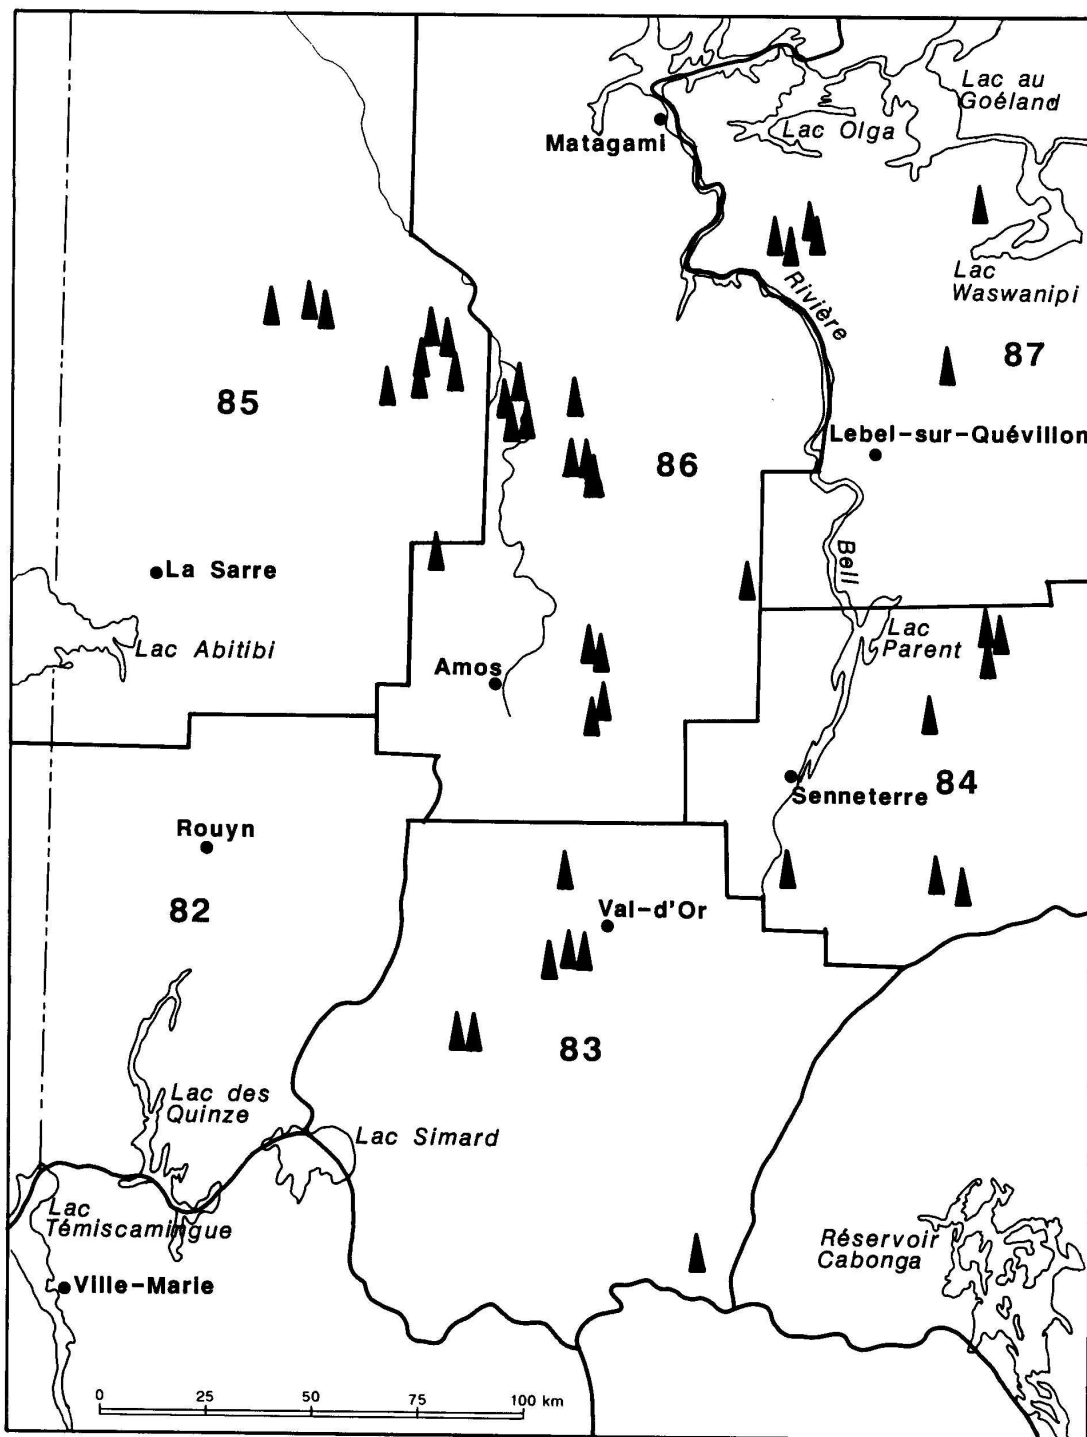 Lac au
Goéland
Lac Olga
Matagami
Rivière
Lac
Waswanipi
87
85
Lebel-sur-Quévillon
86
Bell
La Sarre
Lac
Parent
Lac Abitibi
Amos
84
Senneterre
Rouyn
82
Val-d'Or
83
Lac des
Quinze
Lac Simard
Lac
Témiscamingue
Réservoir
Cabonga
Ville-Marie
0 25 50 75 100 km